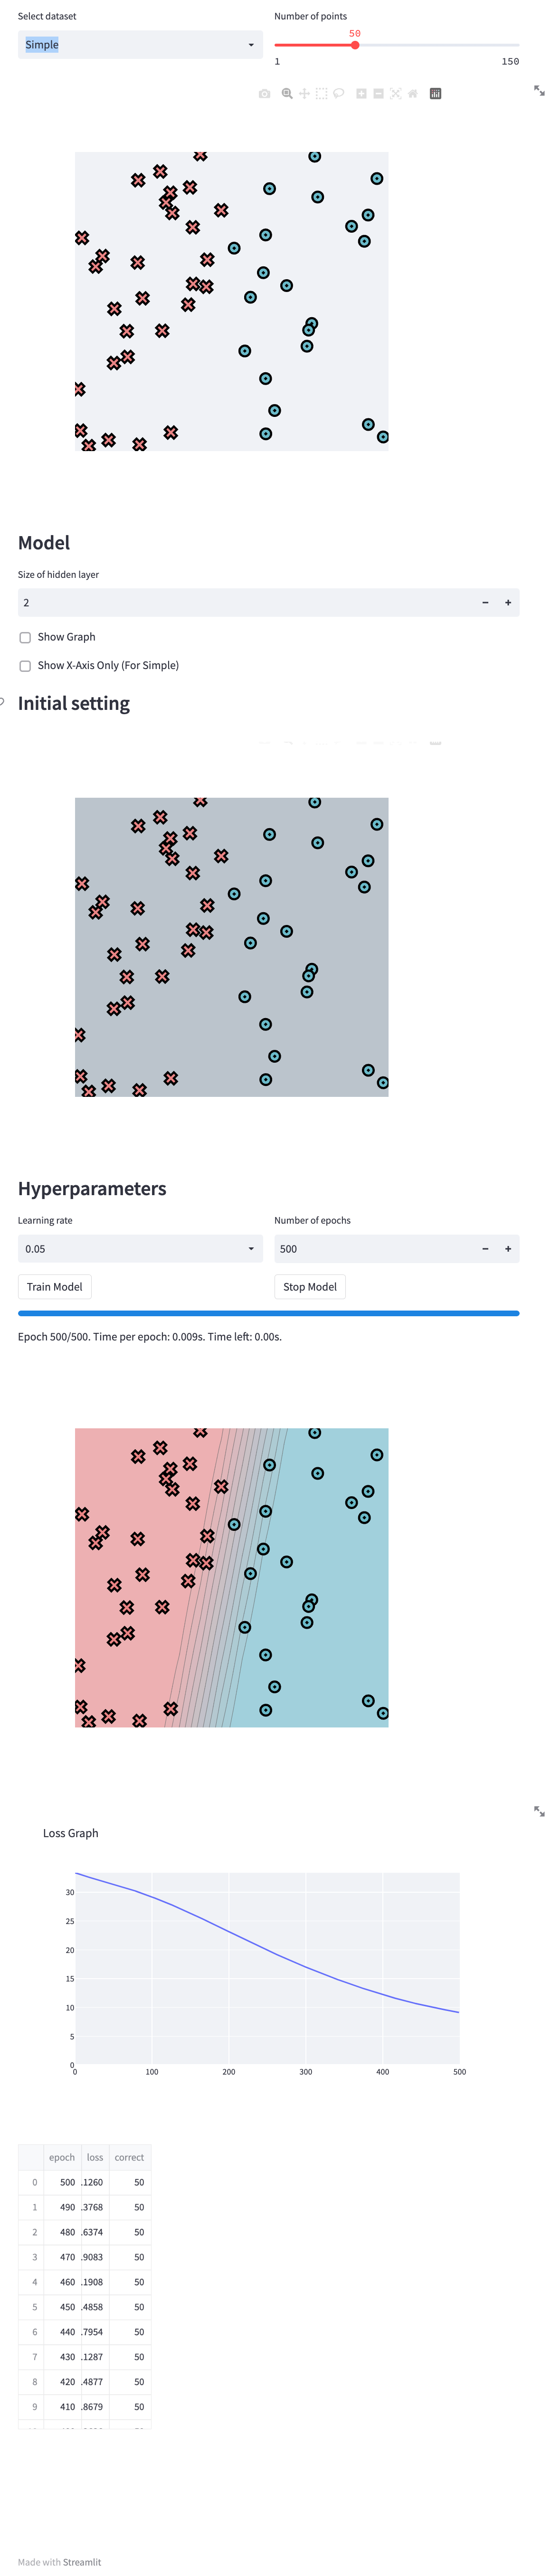 Select dataset
Number of points
Simple
50
1 150
Model
Size of hidden layer
2
Show Graph
Show X-Axis Only (For Simple)
Initial setting
Hyperparameters
Learning rate
Number of epochs
0.05
500
Train Model
Stop Model
Epoch 500/500. Time per epoch: 0.009s. Time left: 0.00s.
Loss Graph
30
25
20
15
10
5
0
0 100 200 300 400 500
epoch loss correct
0 500 .1260 50
1 490 .3768 50
2 480 .6374 50
3 470 .9083 50
4 460 .1908 50
5 450 .4858 50
6 440 .7954 50
7 430 .1287 50
8 420 .4877 50
9 410 .8679 50
Made with Streamlit